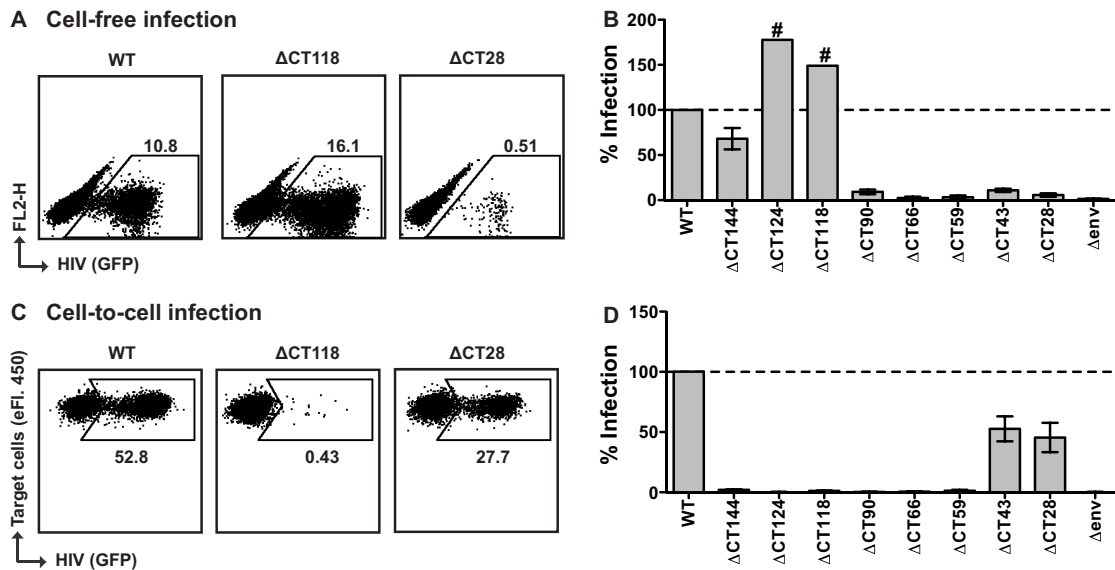 A Cell-free infection
WT
ΔCT118
ΔCT28
10.8
16.1
0.51
FL2-H
HIV (GFP)
B
200
150
100
50
0
% Infection
WT
ΔCT144
ΔCT124
ΔCT118
ΔCT90
ΔCT66
ΔCT59
ΔCT43
ΔCT28
Δenv
#
#
C Cell-to-cell infection
WT
ΔCT118
ΔCT28
52.8
0.43
27.7
Target cells (eFl. 450)
HIV (GFP)
D
150
100
50
0
% Infection
WT
ΔCT144
ΔCT124
ΔCT118
ΔCT90
ΔCT66
ΔCT59
ΔCT43
ΔCT28
Δenv